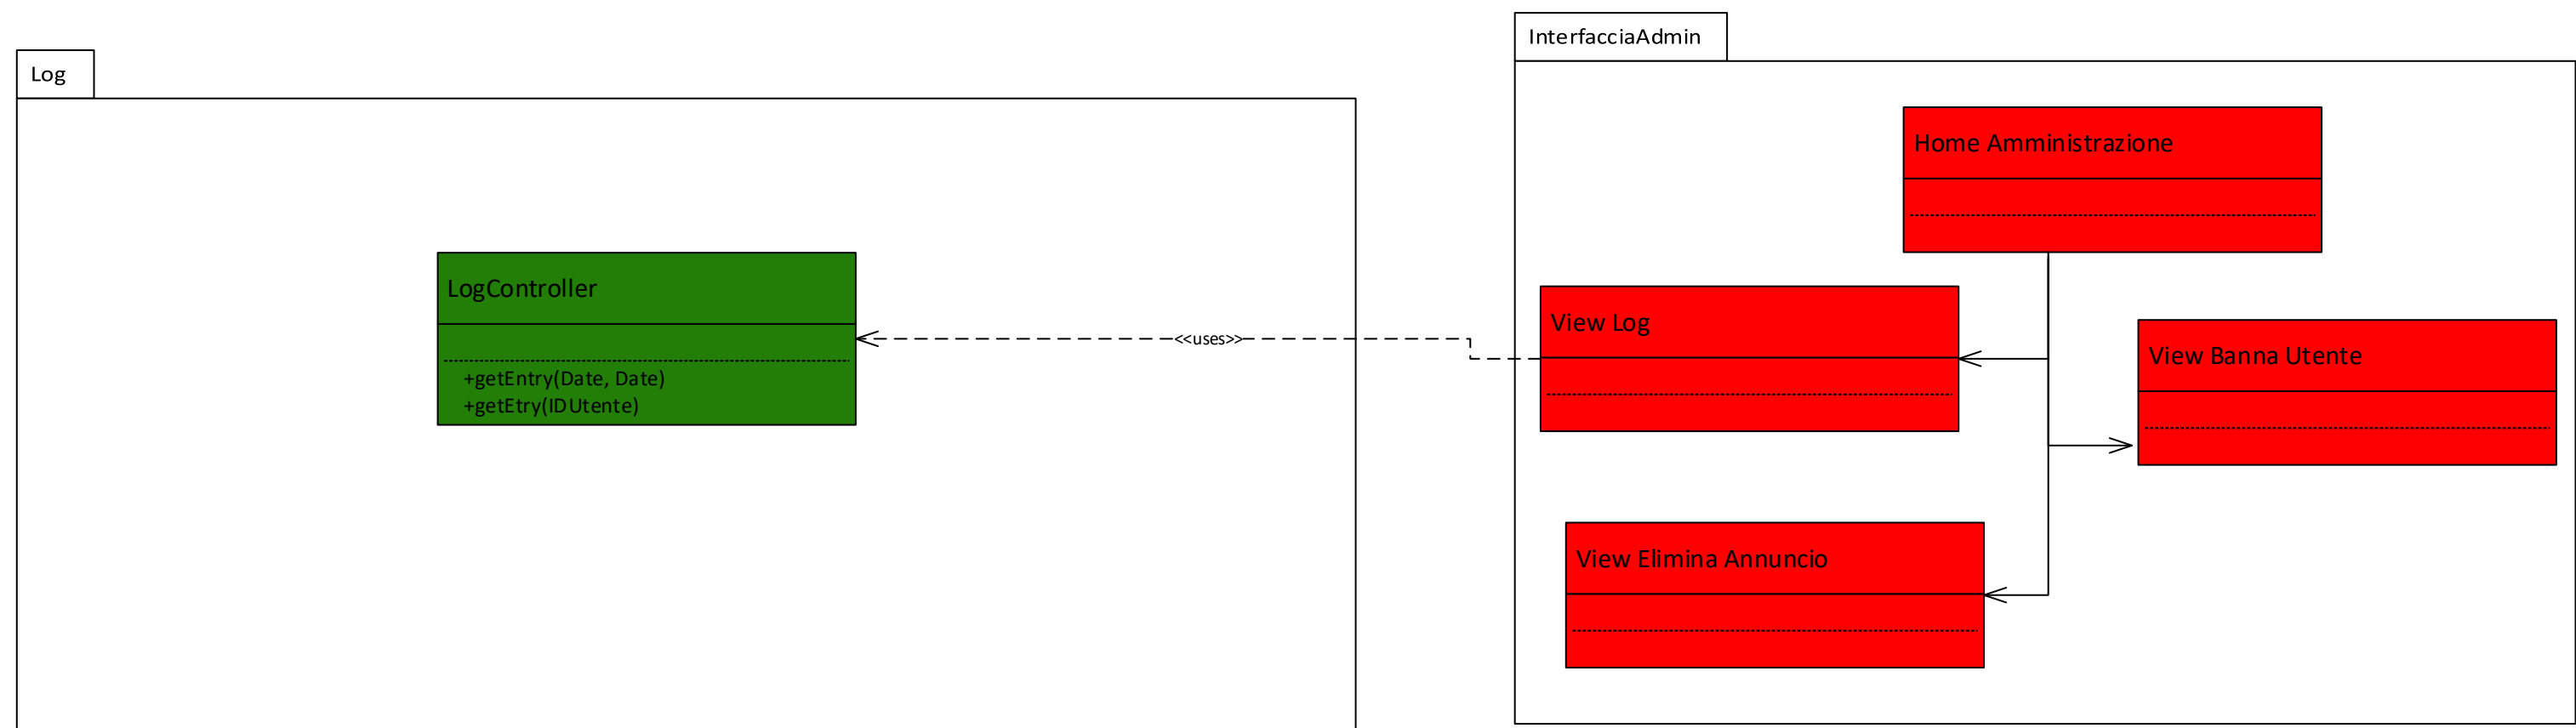 Log
LogController
+getEntry(Date, Date)
+getEtry(IDUtente)
<<uses>>
InterfacciaAdmin
Home Amministrazione
View Log
View Banna Utente
View Elimina Annuncio